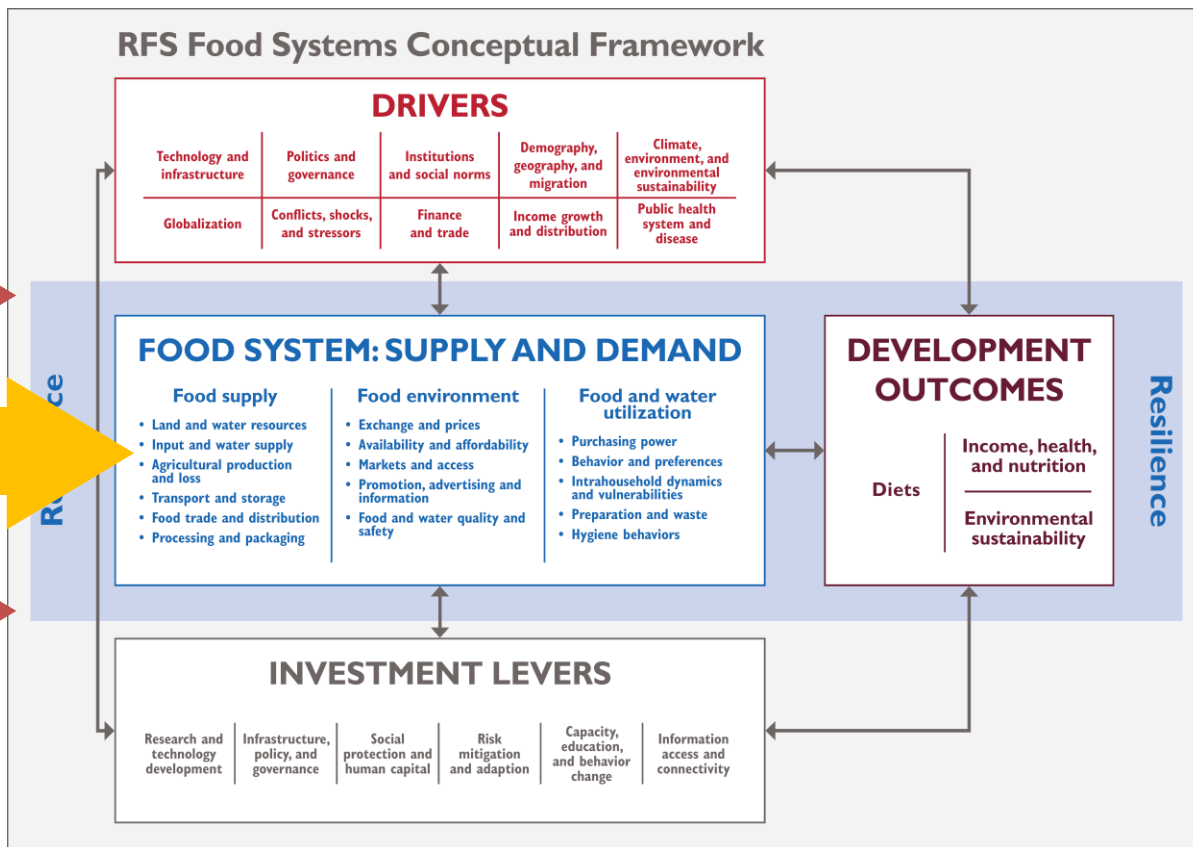 RFS Food Systems Conceptual Framework
DRIVERS
Technology and
infrastructure
Politics and
governance
Institutions
and social norms
Demography,
geography, and
migration
Climate,
environment, and
environmental
sustainability
Globalization
Conflicts, shocks,
and stressors
Finance
and trade
Income growth
and distribution
Public health
system and
disease
FOOD SYSTEM: SUPPLY AND DEMAND
Food supply
• Land and water resources
• Input and water supply
• Agricultural production
and loss
• Transport and storage
• Food trade and distribution
• Processing and packaging
Food environment
• Exchange and prices
• Availability and affordability
• Markets and access
• Promotion, advertising and
information
• Food and water quality and
safety
Food and water
utilization
• Purchasing power
• Behavior and preferences
• Intrahousehold dynamics
and vulnerabilities
• Preparation and waste
• Hygiene behaviors
DEVELOPMENT
OUTCOMES
Diets
Income, health,
and nutrition
Environmental
sustainability
Resilience
INVESTMENT LEVERS
Research and
technology
development
Infrastructure,
policy, and
governance
Social
protection and
human capital
Risk
mitigation
and adaption
Capacity,
education,
and behavior
change
Information
access and
connectivity